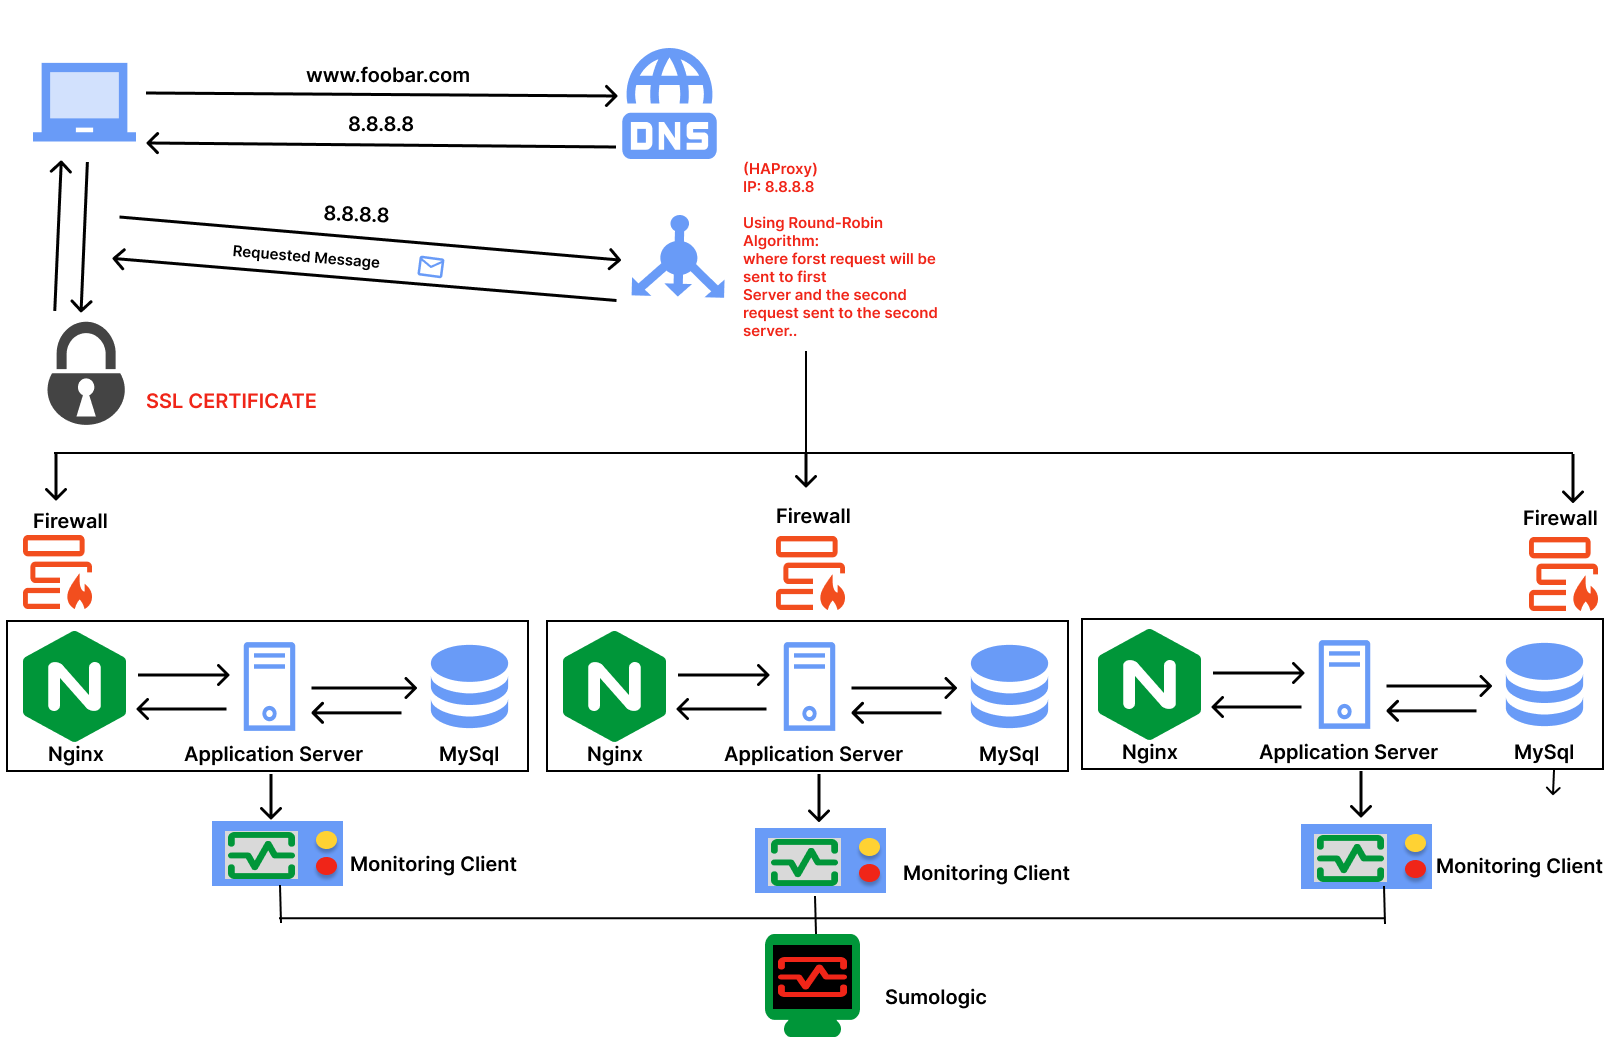 www.foobar.com
8.8.8.8
DNS
(HAProxy)
IP: 8.8.8.8
Using Round-Robin
Algorithm:
where forst request will be
sent to first
Server and the second
request sent to the second
server..
8.8.8.8
Requested Message
SSL CERTIFICATE
Firewall
Firewall
Firewall
N
Nginx
Application Server
MySql
N
Nginx
Application Server
MySql
N
Nginx
Application Server
MySql
Monitoring Client
Monitoring Client
Monitoring Client
Sumologic